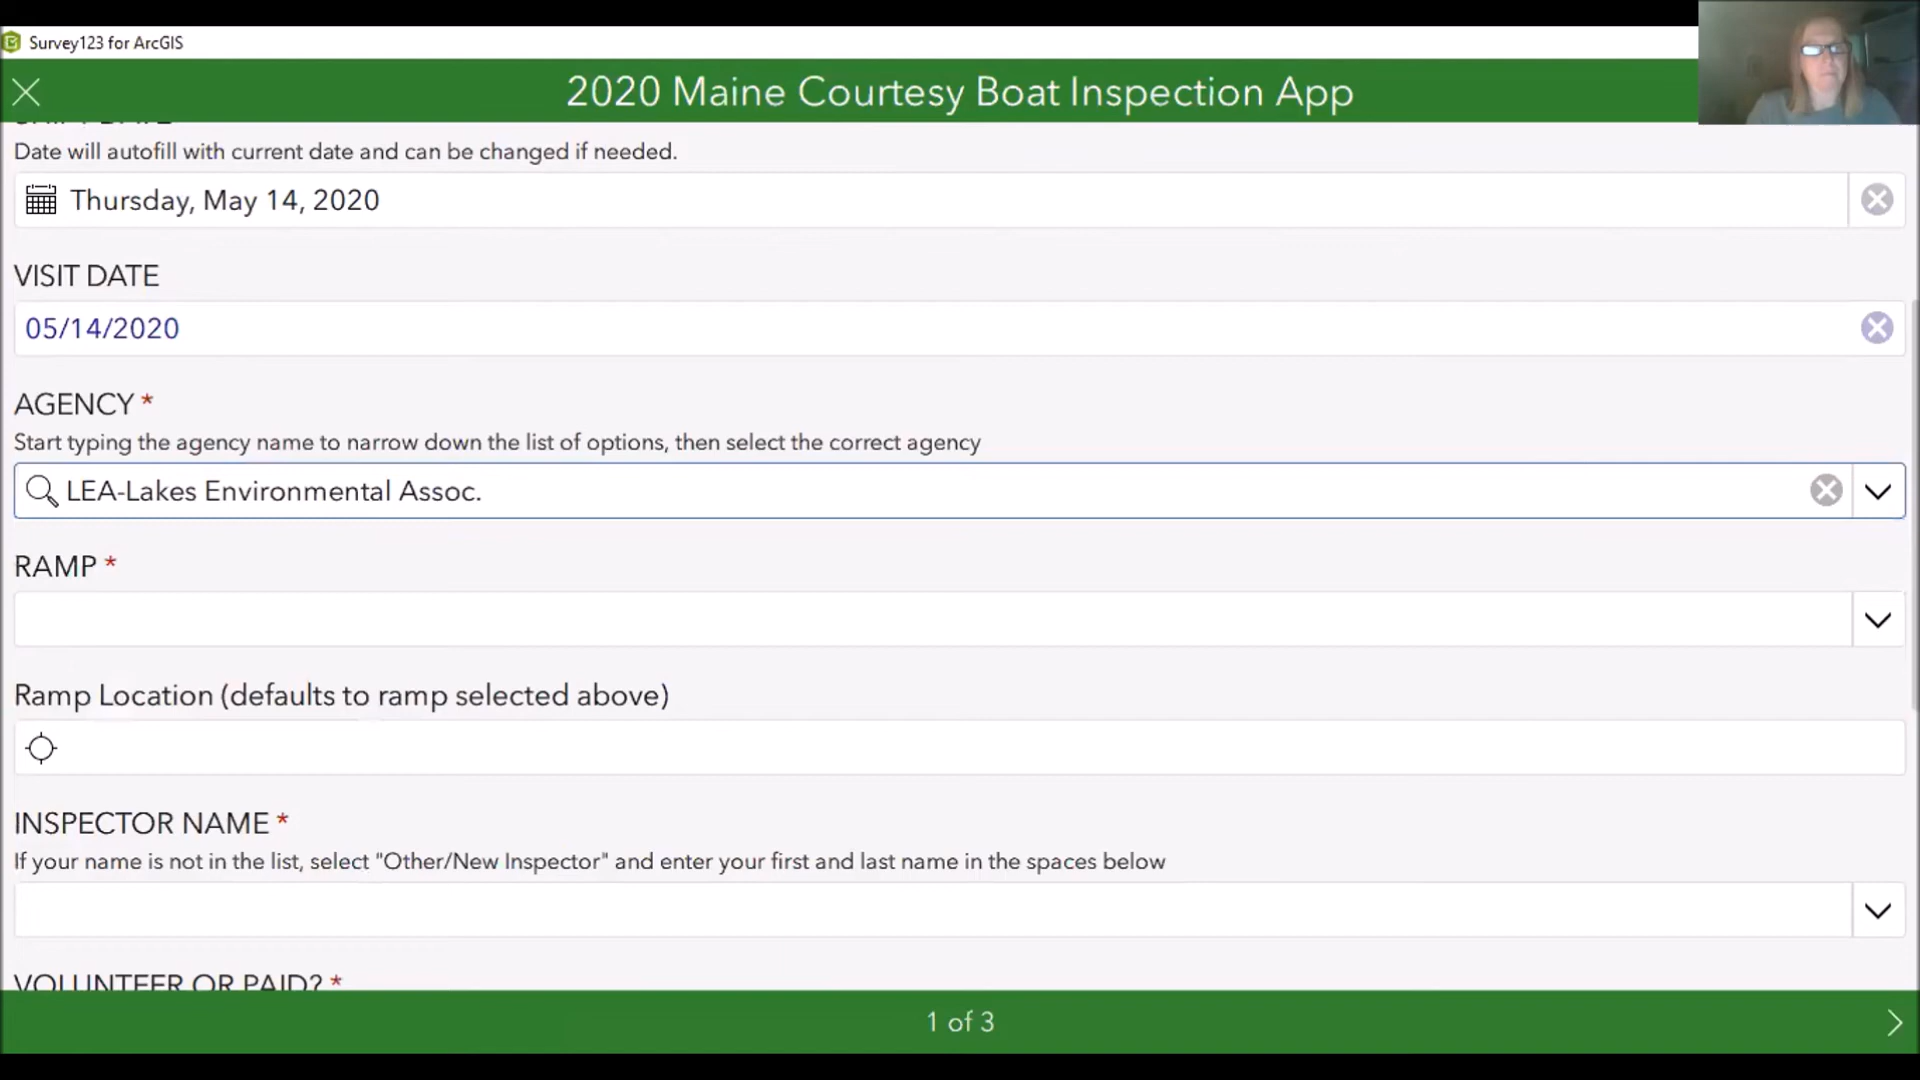 Survey123 for ArcGIS
2020 Maine Courtesy Boat Inspection App
Date will autofill with current date and can be changed if needed.
Thursday, May 14, 2020
VISIT DATE
05/14/2020
AGENCY *
Start typing the agency name to narrow down the list of options, then select the correct agency
LEA-Lakes Environmental Assoc.
RAMP *
Ramp Location (defaults to ramp selected above)
INSPECTOR NAME *
If your name is not in the list, select "Other/New Inspector" and enter your first and last name in the spaces below
VOLUNTEER OR PAID? *
1 of 3